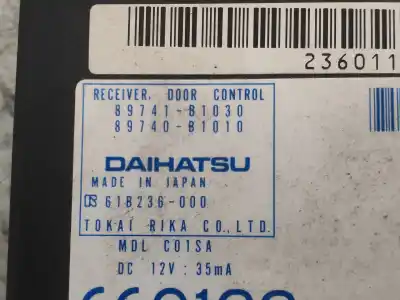 236011
RECEIVER, DOOR CONTROL
89741-B1030
89740-B1010
DAIHATSU
MADE IN JAPAN
61B236-000
TOKAI RIKA CO.,LTD.
MDL C01SA
DC 12V : 35mA